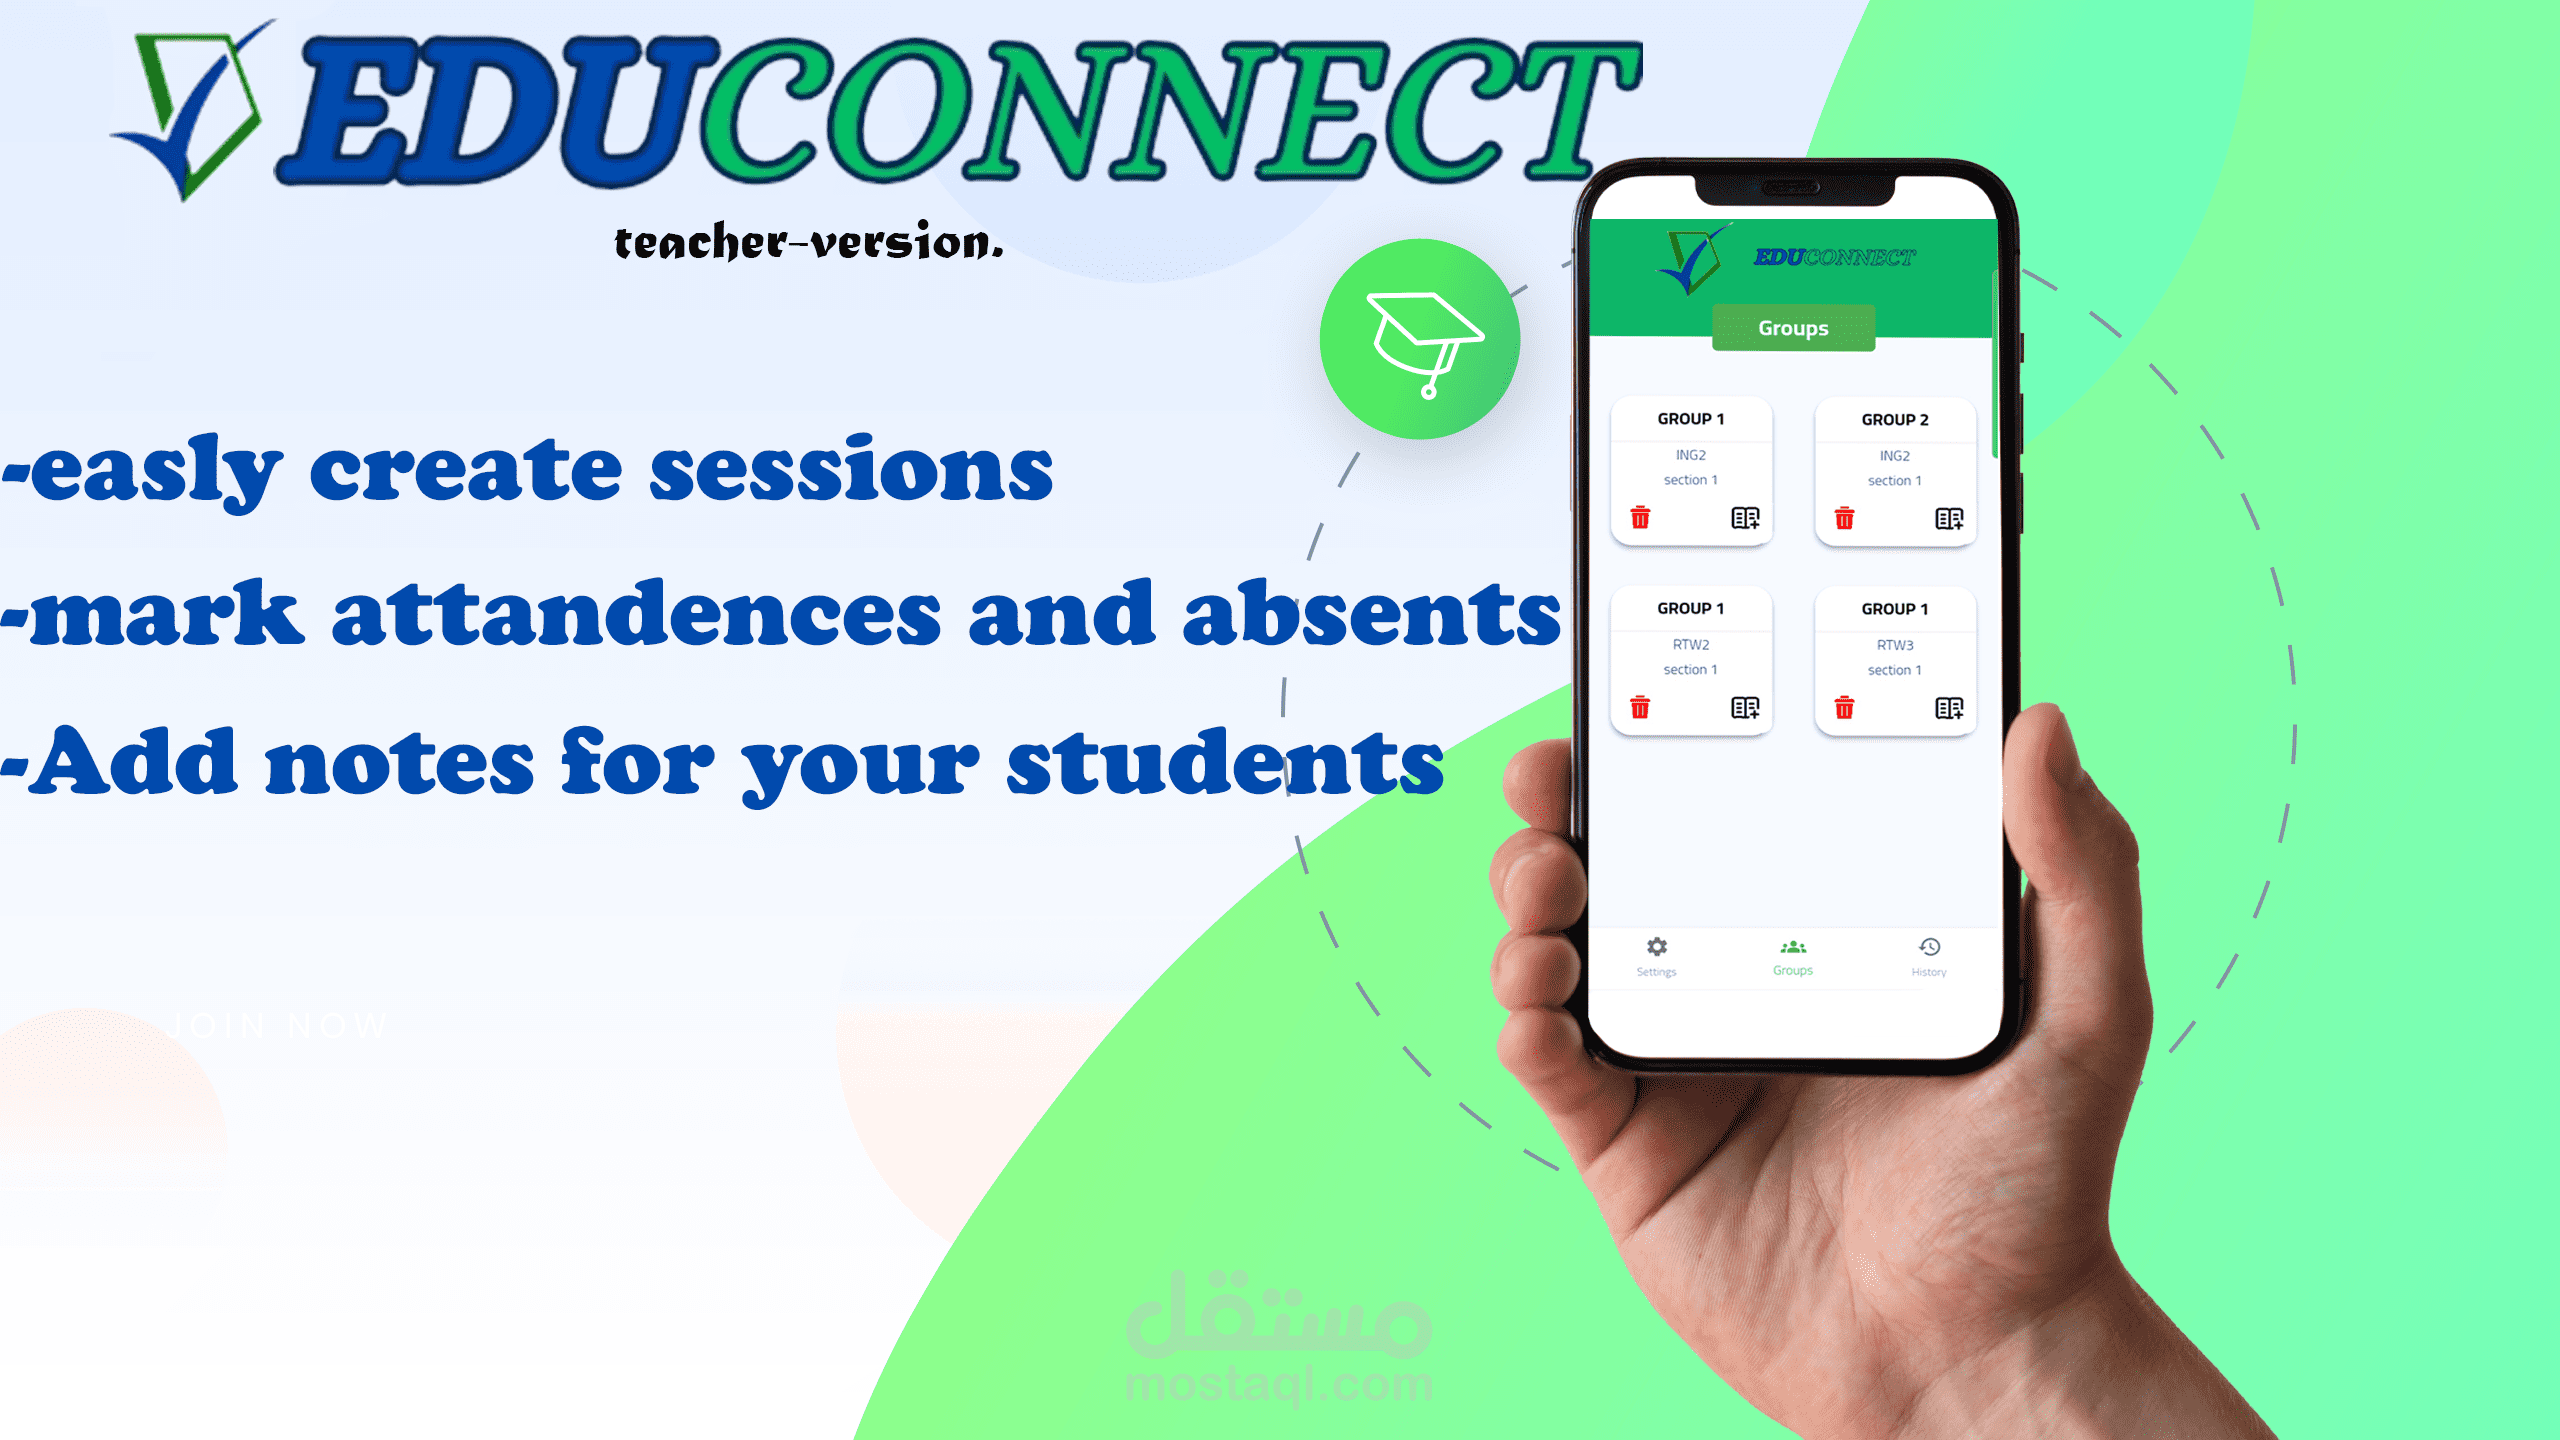 EDUCONNECT
teacher-version.
-easly create sessions
-mark attandences and absents
-Add notes for your students
JOIN NOW
EDUCONNECT
Groups
GROUP 1
ING2
section 1
GROUP 2
ING2
section 1
GROUP 1
RTW2
section 1
GROUP 1
RTW3
section 1
Settings
Groups
History
مستقل
mostaql.com